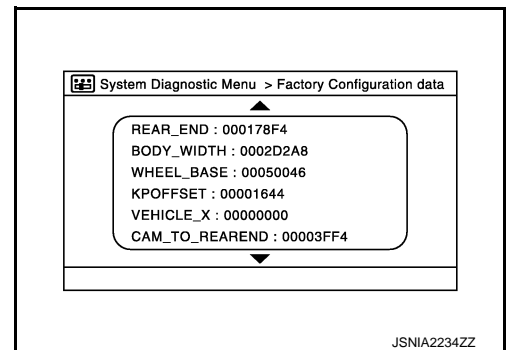 System Diagnostic Menu > Factory Configuration data
REAR_END : 000178F4
BODY_WIDTH : 0002D2A8
WHEEL_BASE : 00050046
KPOFFSET : 00001644
VEHICLE_X : 00000000
CAM_TO_REAREND : 00003FF4
JSNIA2234ZZ